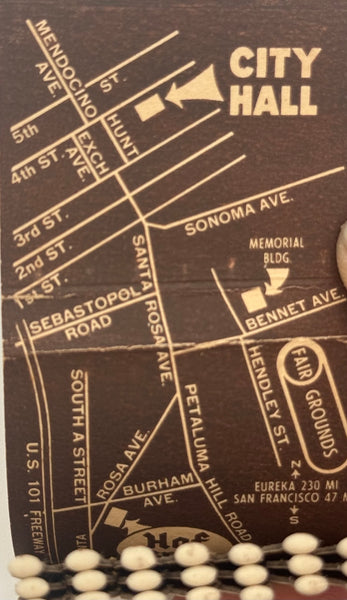 MENDOCINO
AVE.
ST.
CITY
HALL
5th
HUNT
EXCH
AVE.
4th ST.
3rd ST.
2nd ST.
1st ST.
SONOMA AVE.
SANTA ROSA AVE.
MEMORIAL
BLDG.
BENNET AVE.
SEBASTOPOL
ROAD
HENDLEY ST.
FAIR
GROUNDS
SOUTH A STREET
ROSA AVE.
PETALUMA HILL ROAD
BURHAM
AVE.
U.S. 101 FREEWAY
N
EUREKA 230 MI
SAN FRANCISCO 47 M
S